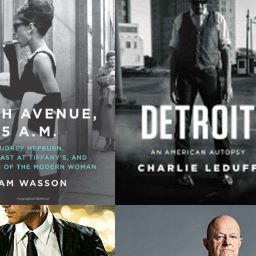 H AVENUE,
5 A.M.
UDREY HEPBURN,
AST AT TIFFANY'S, AND
OF THE MODERN WOMAN
AM WASSON
DETROIT
AN AMERICAN AUTOPSY
CHARLIE LEDUFF